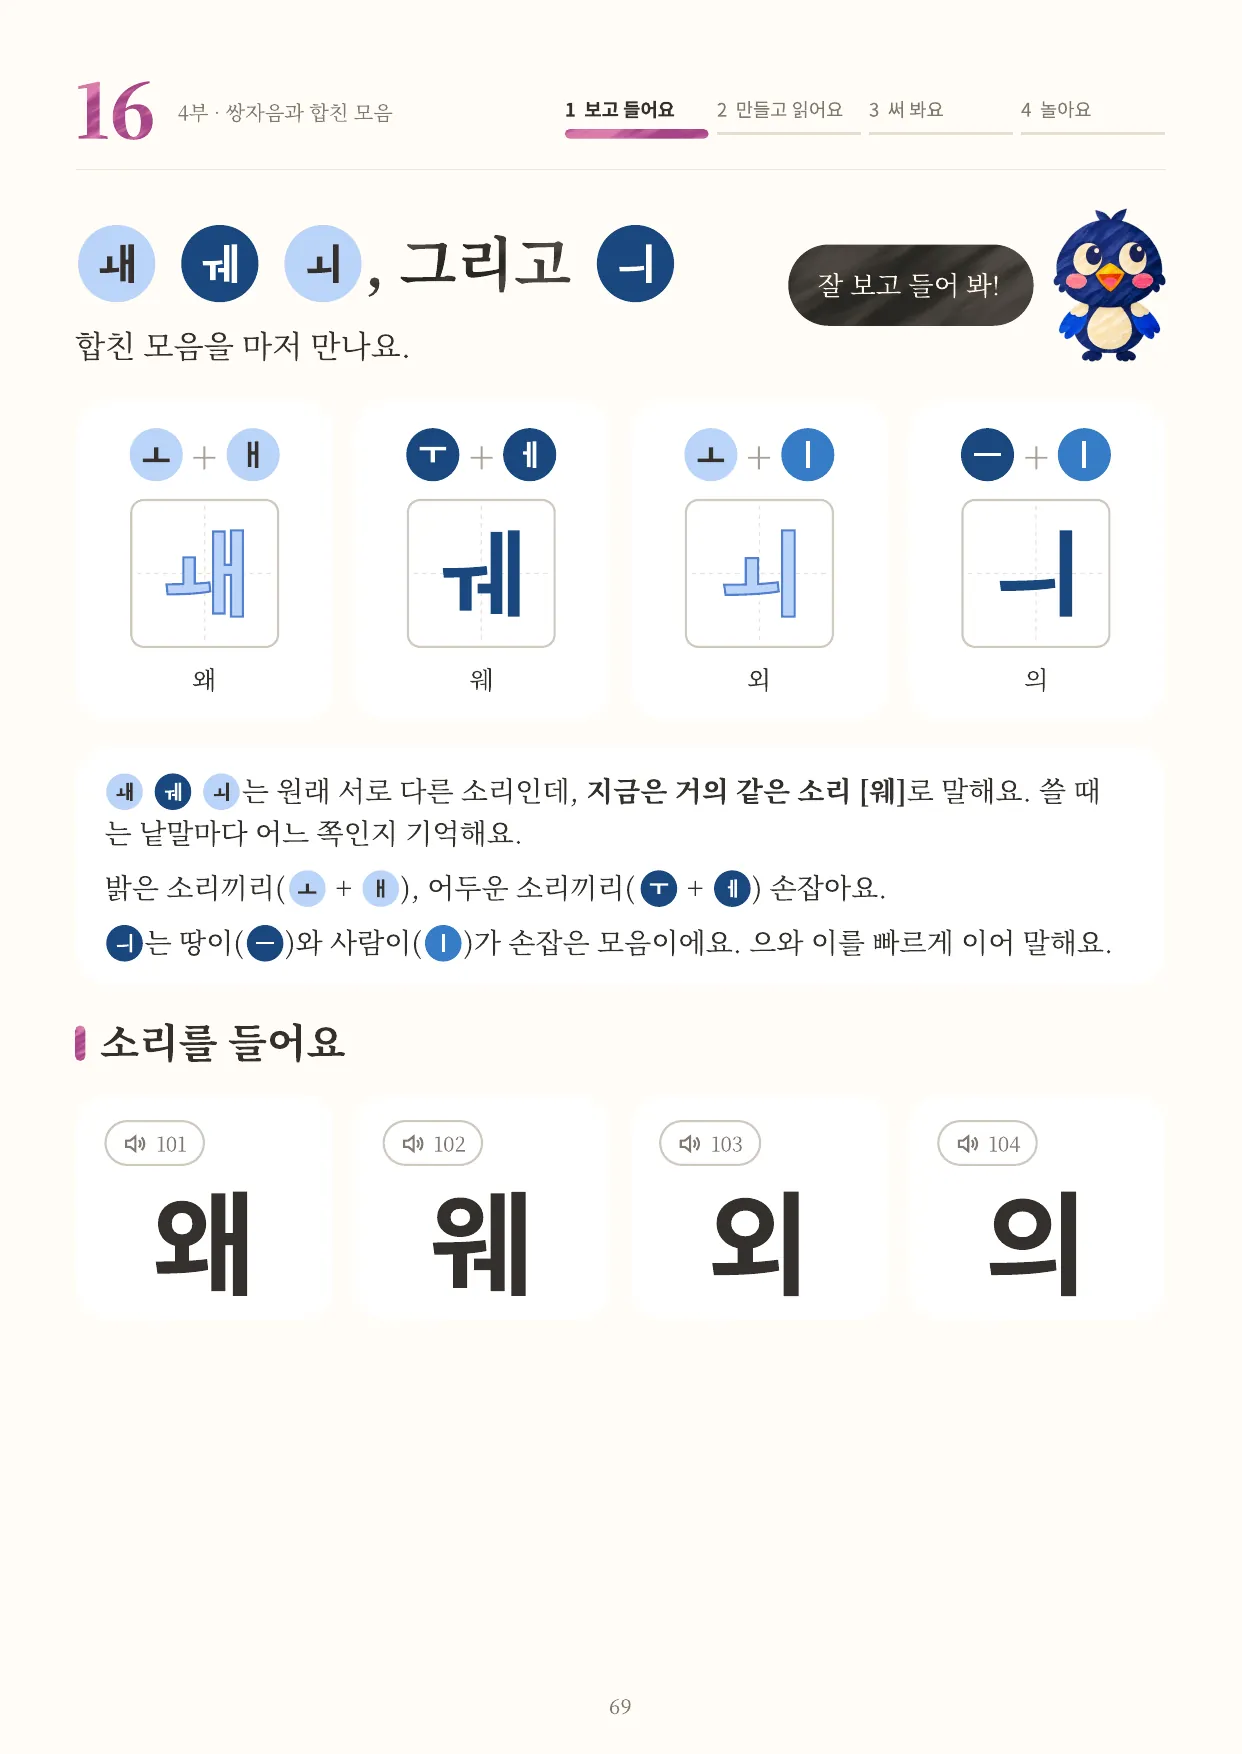 16 4부 · 쌍자음과 합친 모음 1 보고 들어요 2 만들고 읽어요 3 써 봐요 4 놀아요
ㅙ ㅞ ㅚ, 그리고 ㅢ
잘 보고 들어 봐!
합친 모음을 마저 만나요.
ㅗ + ㅐ ㅜ + ㅔ ㅗ + ㅣ ㅡ + ㅣ
ㅙ ㅞ ㅚ ㅢ
왜 웨 외 의
ㅙ ㅞ ㅚ는 원래 서로 다른 소리인데, 지금은 거의 같은 소리 [웨]로 말해요. 쓸 때
는 낱말마다 어느 쪽인지 기억해요.
밝은 소리끼리(ㅗ + ㅐ), 어두운 소리끼리(ㅜ + ㅔ) 손잡아요.
ㅢ는 땅이(ㅡ)와 사람이(ㅣ)가 손잡은 모음이에요. 으와 이를 빠르게 이어 말해요.
소리를 들어요
101 102 103 104
왜 웨 외 의
69